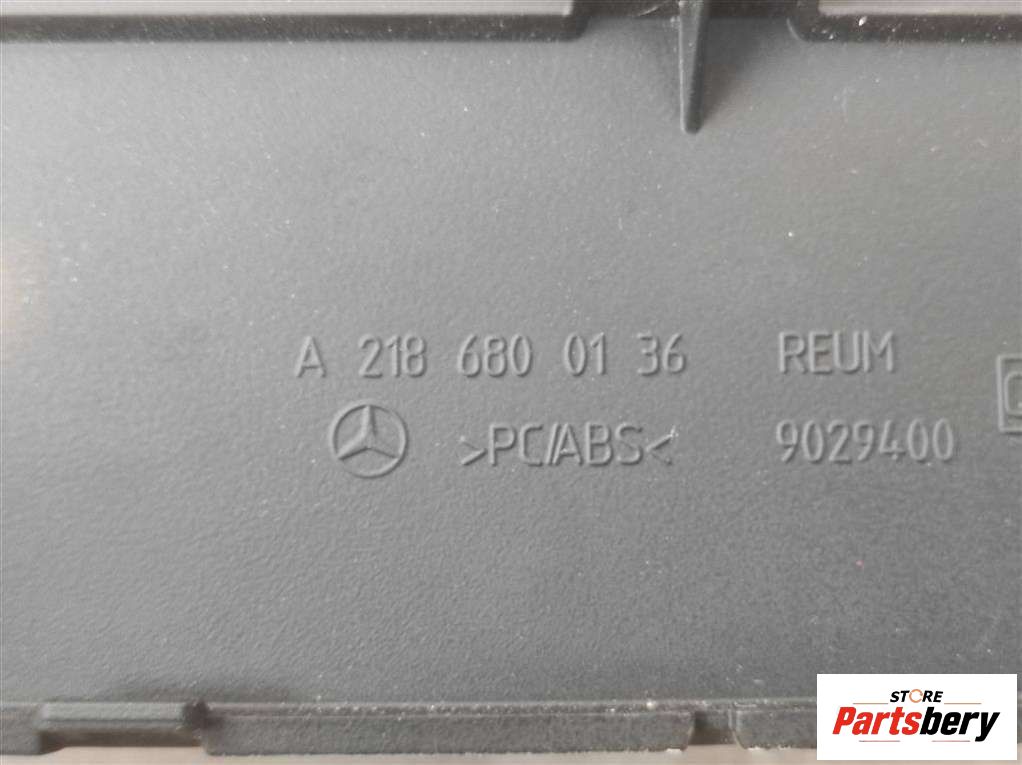 A 218 680 01 36 REUM
>PC/ABS< 9029400
STORE
Partsbery